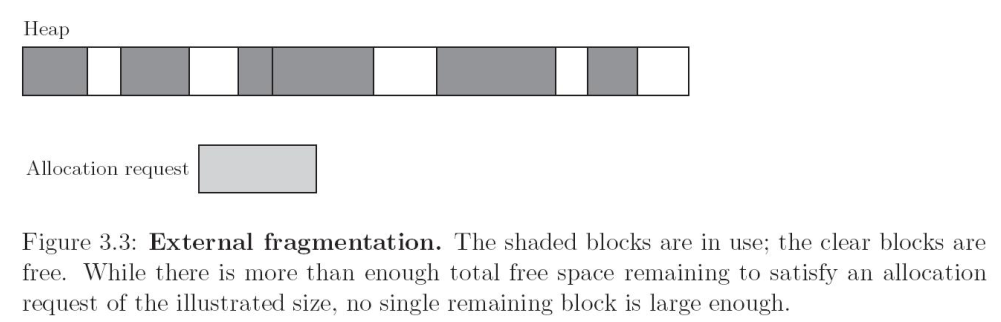 Heap
Allocation request
Figure 3.3: External fragmentation. The shaded blocks are in use; the clear blocks are
free. While there is more than enough total free space remaining to satisfy an allocation
request of the illustrated size, no single remaining block is large enough.